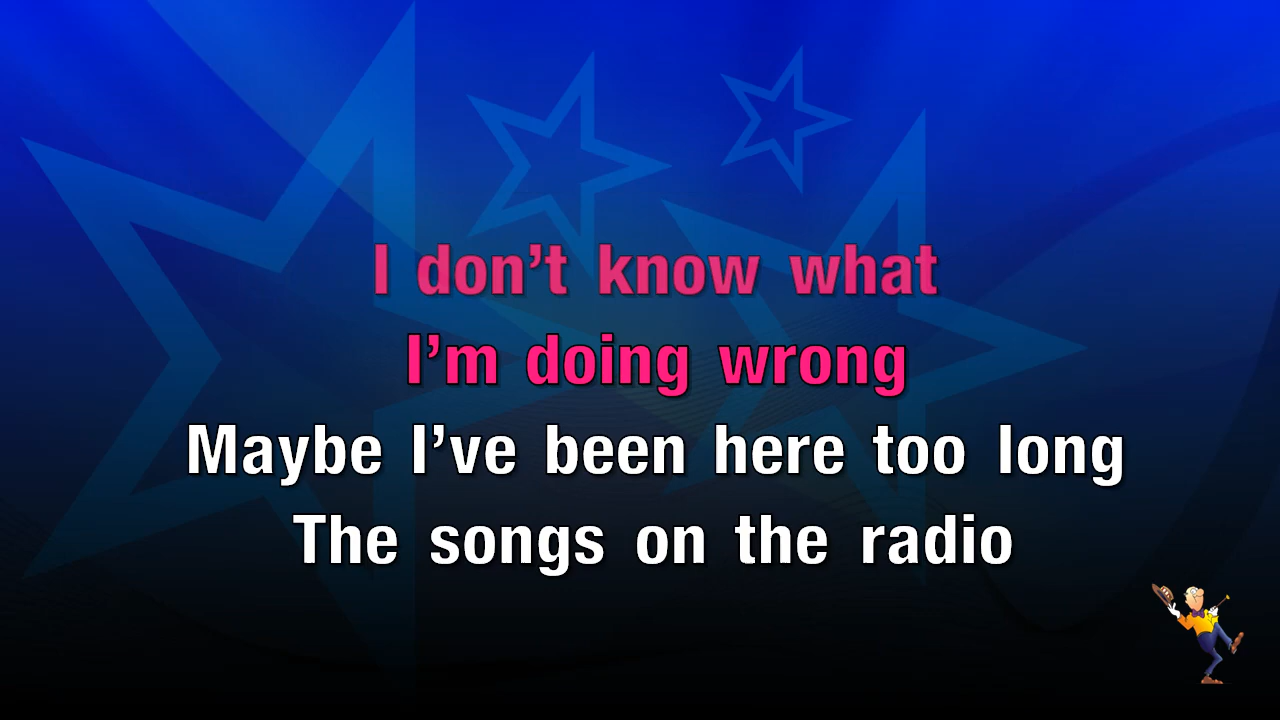 I don’t know what
I’m doing wrong
Maybe I’ve been here too long
The songs on the radio